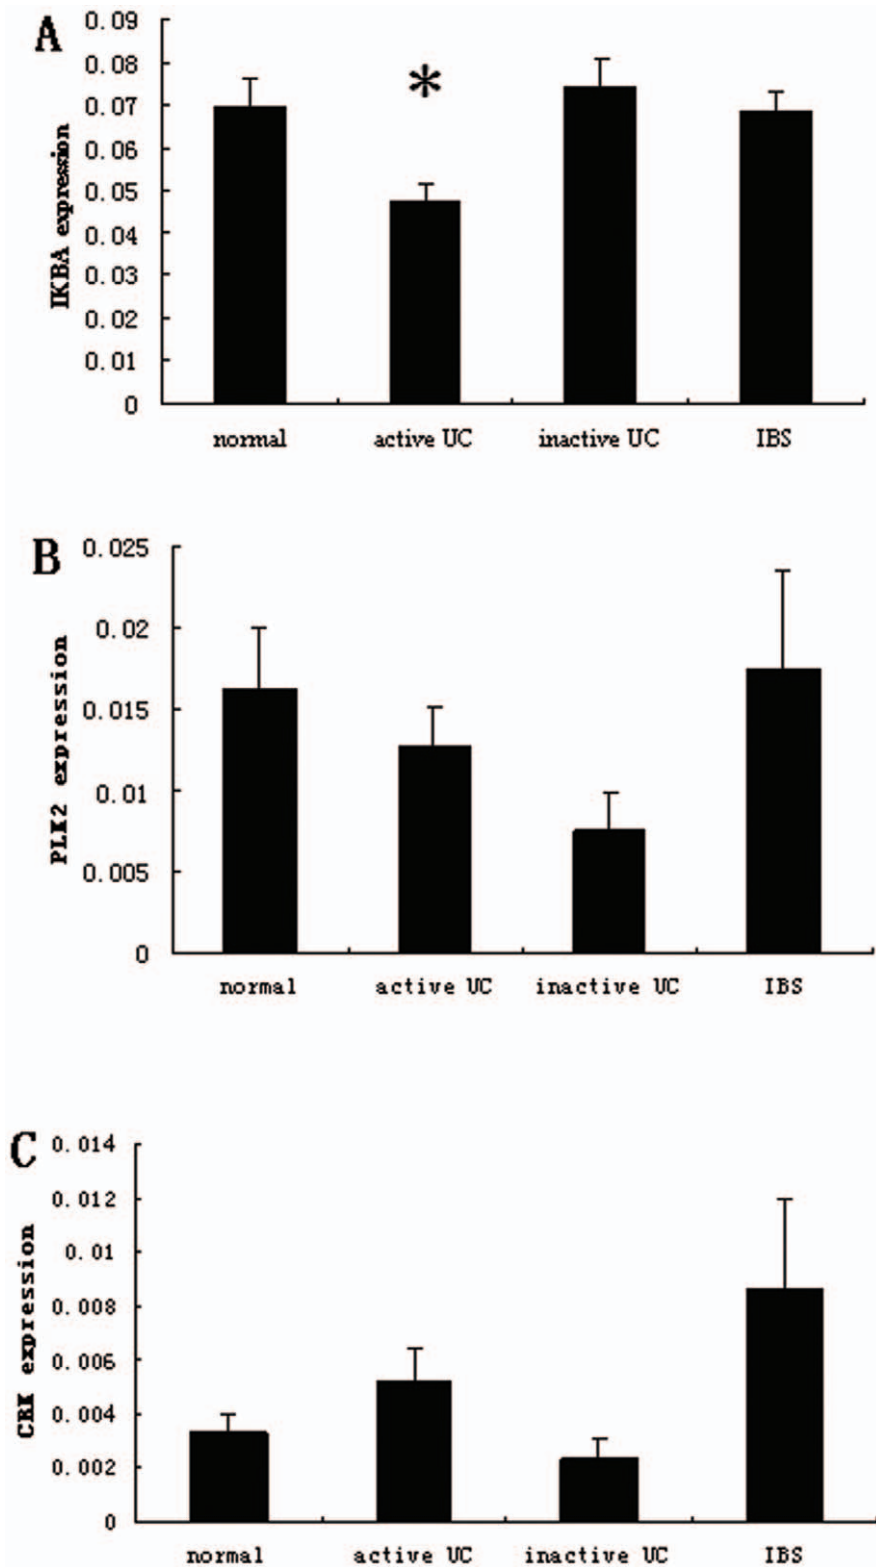 A
IKBA expression
0.09
0.08
0.07
0.06
0.05
0.04
0.03
0.02
0.01
0
*
normal active UC inactive UC IBS
B
PLK2 expression
0.025
0.02
0.015
0.01
0.005
0
normal active UC inactive UC IBS
C
CRK expression
0.014
0.012
0.01
0.008
0.006
0.004
0.002
0
normal active UC inactive UC IBS